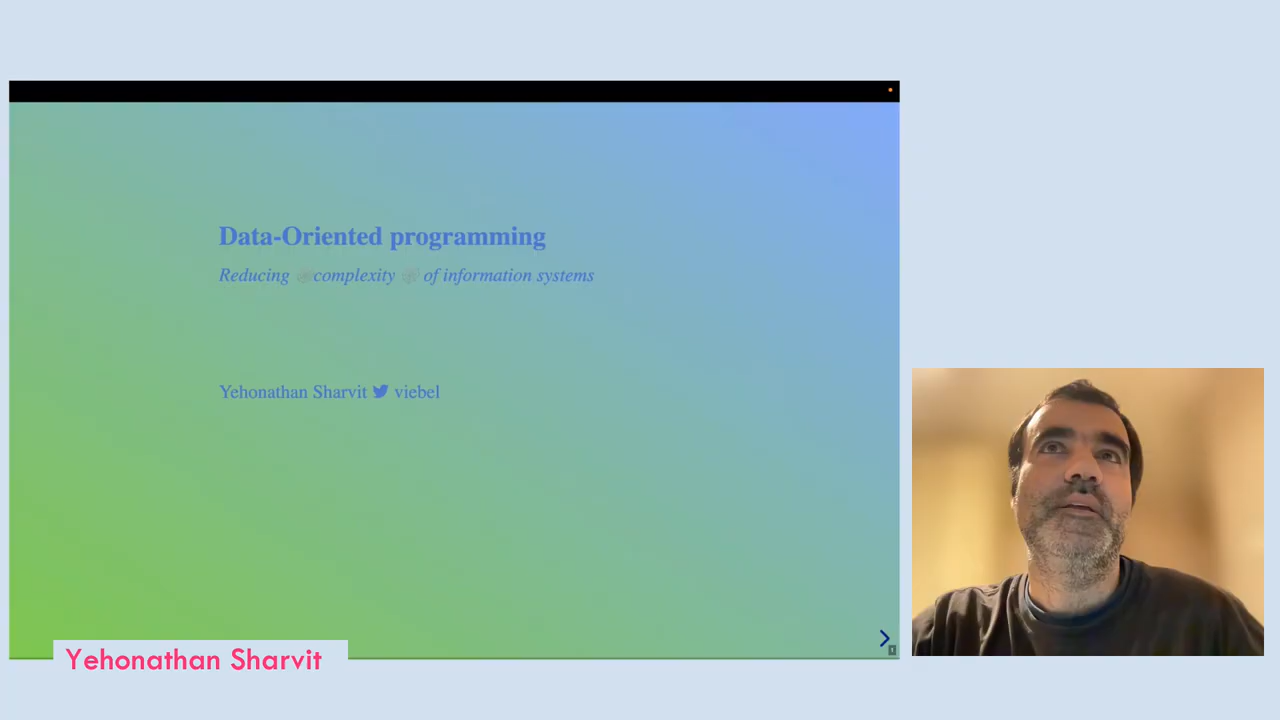 Data-Oriented programming
Reducing complexity of information systems
Yehonathan Sharvit viebel
Yehonathan Sharvit